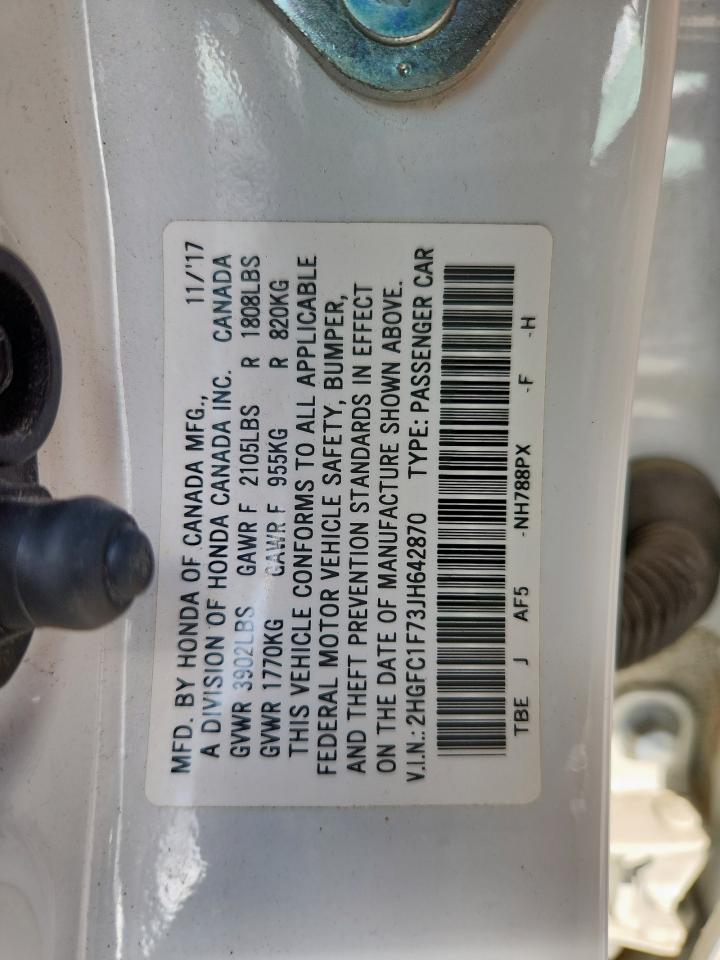 MFD. BY HONDA OF CANADA MFG., 11/'17
A DIVISION OF HONDA CANADA INC. CANADA
GVWR 3902LBS GAWR F 2105LBS R 1808LBS
GVWR 1770KG GAWR F 955KG R 820KG
THIS VEHICLE CONFORMS TO ALL APPLICABLE
FEDERAL MOTOR VEHICLE SAFETY, BUMPER,
AND THEFT PREVENTION STANDARDS IN EFFECT
ON THE DATE OF MANUFACTURE SHOWN ABOVE.
V.I.N.: 2HGFC1F73JH642870 TYPE: PASSENGER CAR
TBE J AF5 -NH788PX -F -H